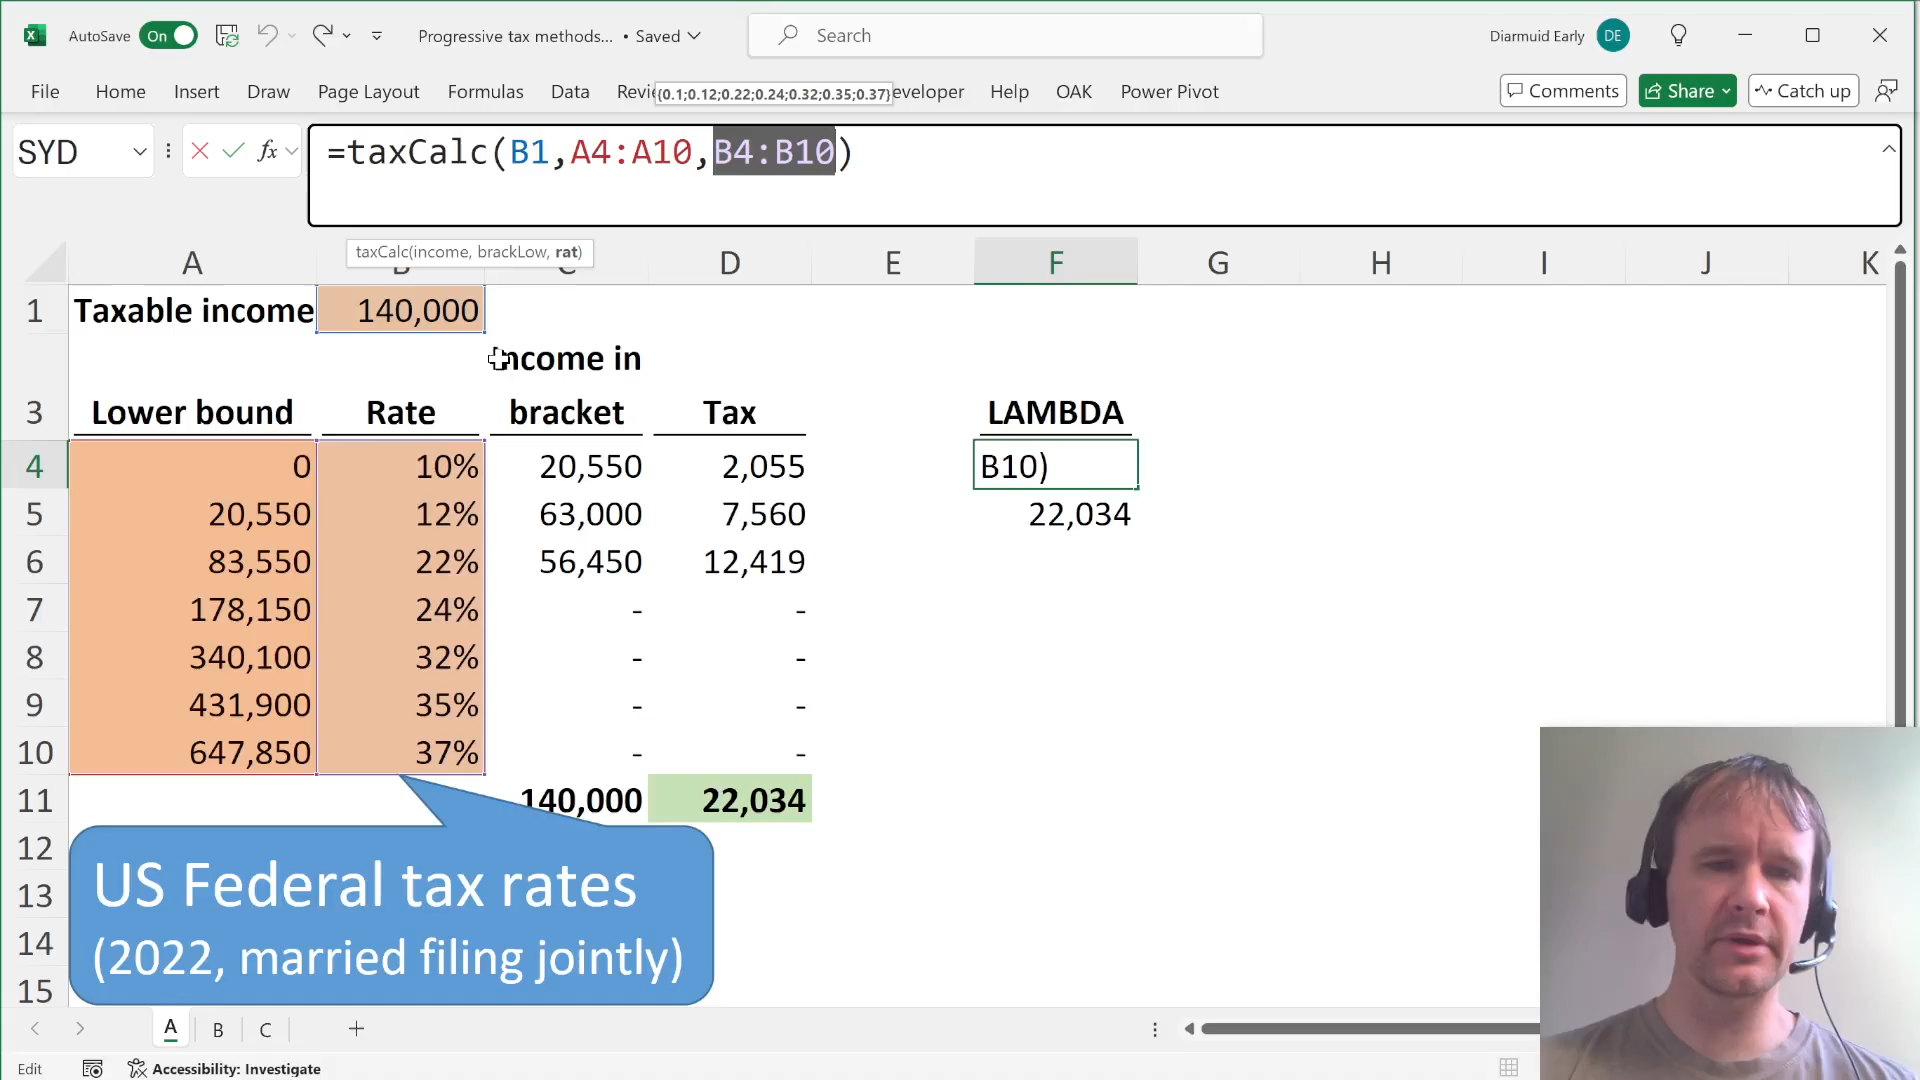 AutoSave On Progressive tax methods... • Saved Search Diarmuid Early DE
File Home Insert Draw Page Layout Formulas Data Revi {0.1;0.12;0.22;0.24;0.32;0.35;0.37} eveloper Help OAK Power Pivot Comments Share Catch up
SYD fx =taxCalc(B1,A4:A10,B4:B10)
taxCalc(income, brackLow, rat)
A B C D E F G H I J K
1 Taxable income 140,000
Income in
3 Lower bound Rate bracket Tax LAMBDA
4 0 10% 20,550 2,055 B10)
5 20,550 12% 63,000 7,560 22,034
6 83,550 22% 56,450 12,419
7 178,150 24% - -
8 340,100 32% - -
9 431,900 35% - -
10 647,850 37% - -
11 140,000 22,034
12
13
14
15
US Federal tax rates
(2022, married filing jointly)
A B C
Edit Accessibility: Investigate